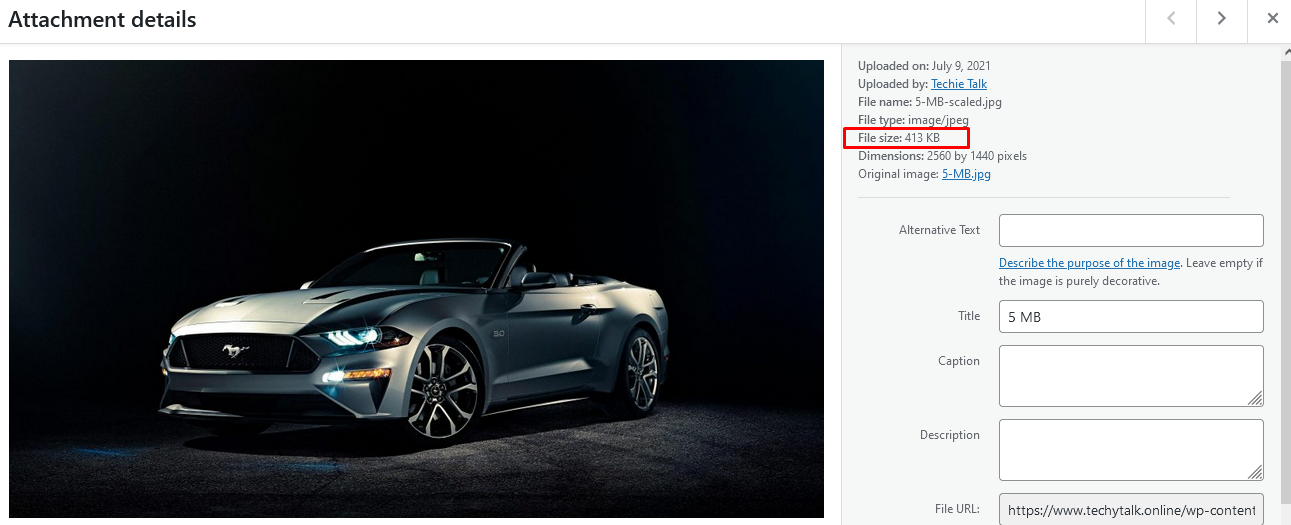 Attachment details
Uploaded on: July 9, 2021
Uploaded by: Techie Talk
File name: 5-MB-scaled.jpg
File type: image/jpeg
File size: 413 KB
Dimensions: 2560 by 1440 pixels
Original image: 5-MB.jpg
Alternative Text
Describe the purpose of the image. Leave empty if
the image is purely decorative.
Title
5 MB
Caption
Description
File URL:
https://www.techytalk.online/wp-content
5.0